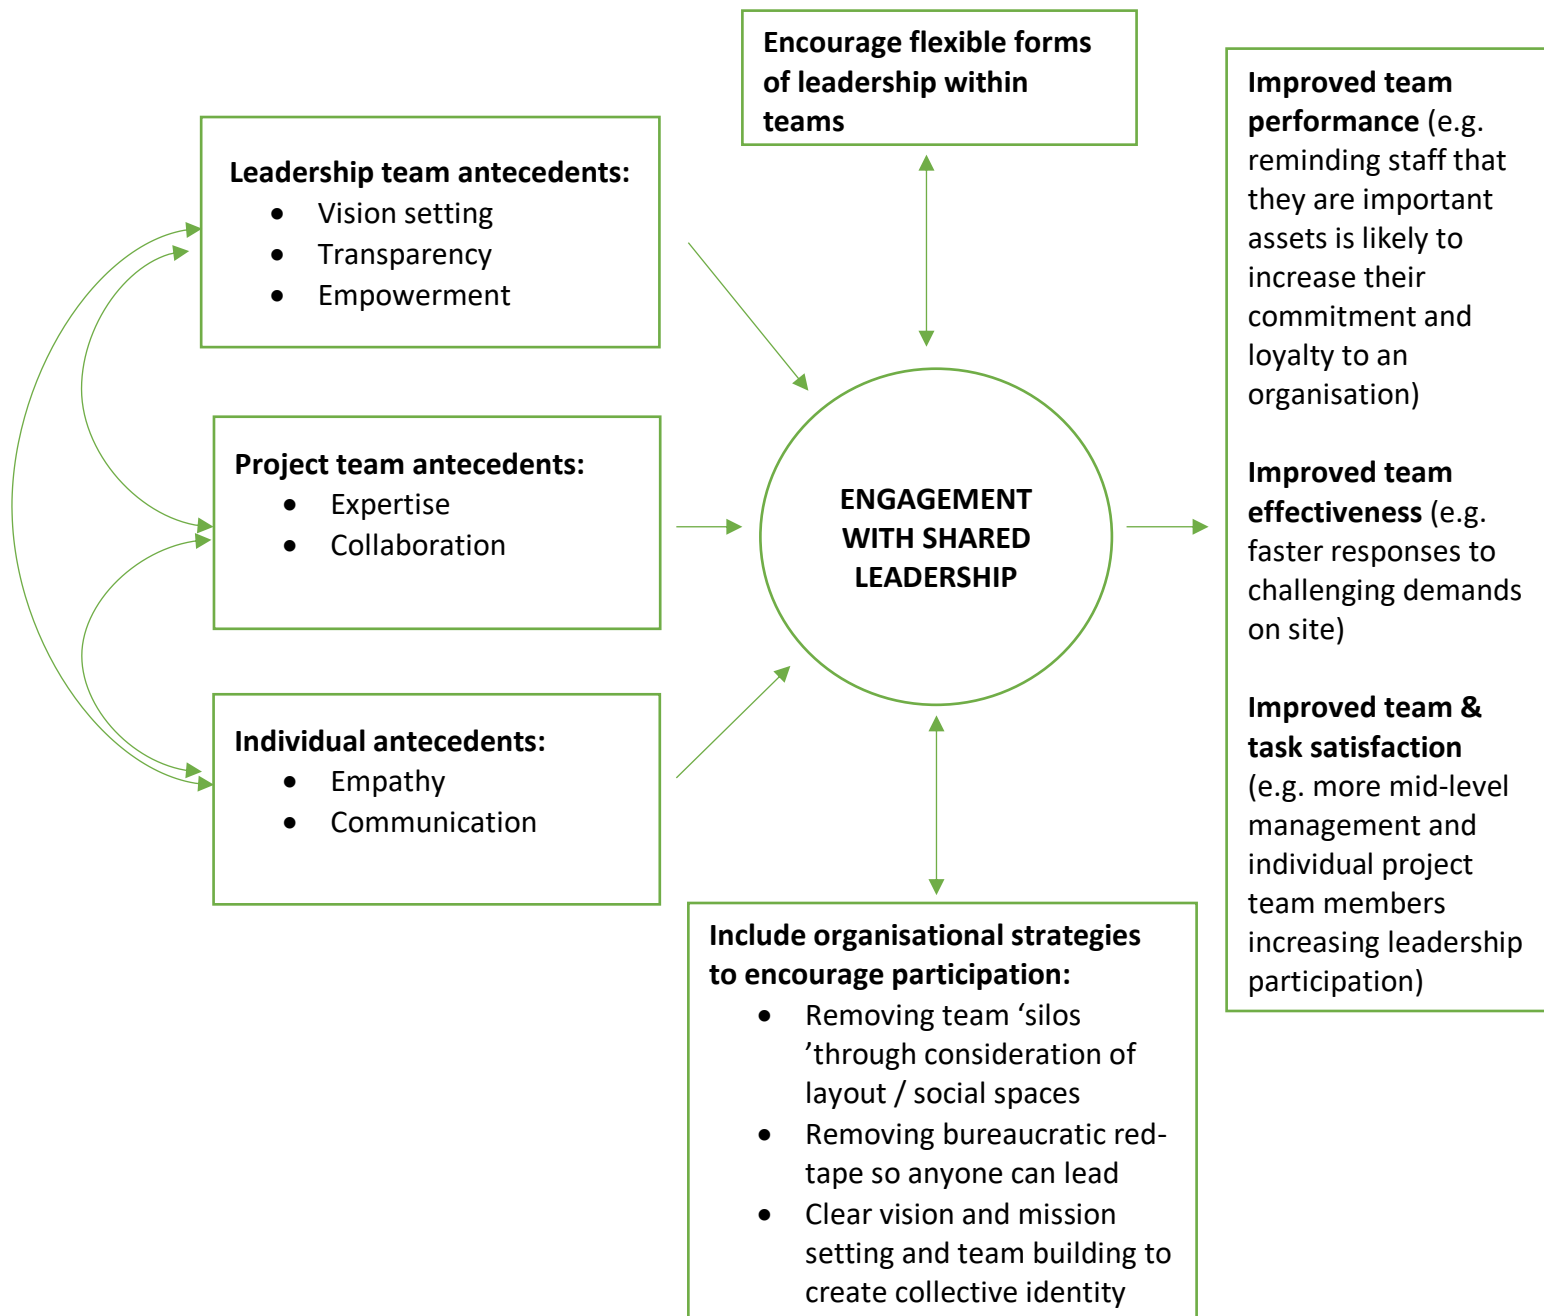 Encourage flexible forms
of leadership within
teams
Leadership team antecedents:
• Vision setting
• Transparency
• Empowerment
Project team antecedents:
• Expertise
• Collaboration
Individual antecedents:
• Empathy
• Communication
ENGAGEMENT
WITH SHARED
LEADERSHIP
Include organisational strategies
to encourage participation:
• Removing team ‘silos
’through consideration of
layout / social spaces
• Removing bureaucratic red-
tape so anyone can lead
• Clear vision and mission
setting and team building to
create collective identity
Improved team
performance (e.g.
reminding staff that
they are important
assets is likely to
increase their
commitment and
loyalty to an
organisation)
Improved team
effectiveness (e.g.
faster responses to
challenging demands
on site)
Improved team &
task satisfaction
(e.g. more mid-level
management and
individual project
team members
increasing leadership
participation)